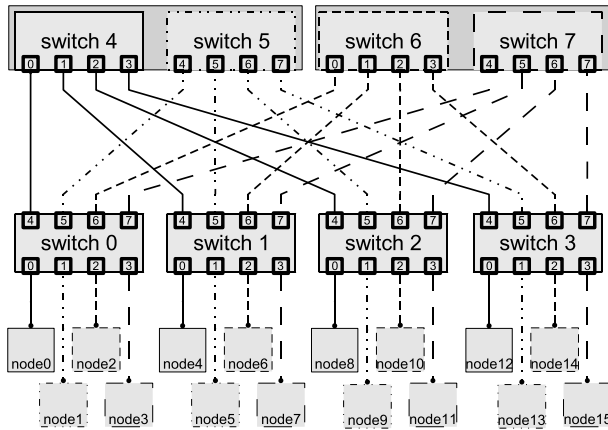 switch 4 switch 5 switch 6 switch 7
0 1 2 3 4 5 6 7 0 1 2 3 4 5 6 7
4 5 6 7 4 5 6 7 4 5 6 7 4 5 6 7
switch 0 switch 1 switch 2 switch 3
0 1 2 3 0 1 2 3 0 1 2 3 0 1 2 3
node0 node2 node4 node6 node8 node10 node12 node14
node1 node3 node5 node7 node9 node11 node13 node15